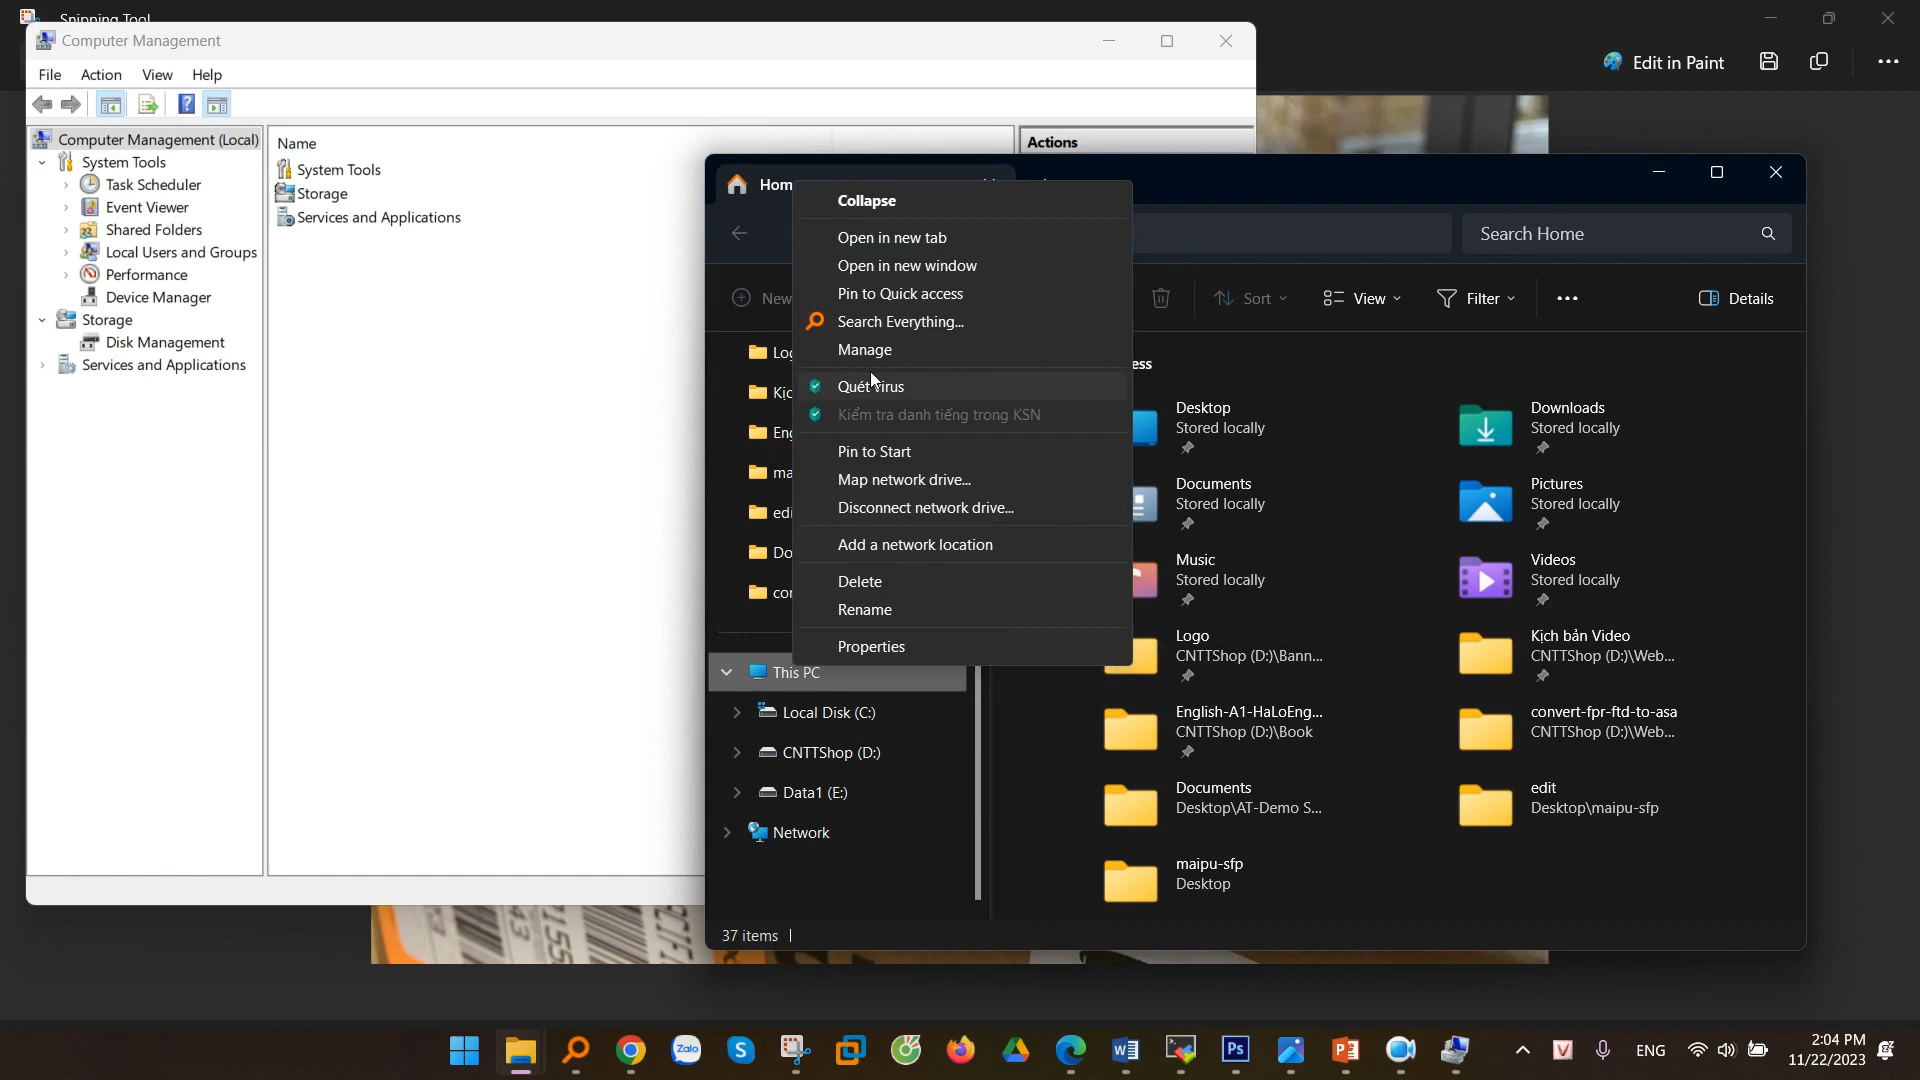 Snipping Tool
Edit in Paint
Computer Management
File Action View Help
Computer Management (Local)
System Tools
Task Scheduler
Event Viewer
Shared Folders
Local Users and Groups
Performance
Device Manager
Storage
Disk Management
Services and Applications
Name
System Tools
Storage
Services and Applications
Actions
Hom
Search Home
New
Sort
View
Filter
Details
Collapse
Open in new tab
Open in new window
Pin to Quick access
Search Everything...
Manage
Quét virus
Kiểm tra danh tiếng trong KSN
Pin to Start
Map network drive...
Disconnect network drive...
Add a network location
Delete
Rename
Properties
Kíc
Eng
ma
edi
Do
con
This PC
Local Disk (C:)
CNTTShop (D:)
Data1 (E:)
Network
ess
Desktop
Stored locally
Downloads
Stored locally
Documents
Stored locally
Pictures
Stored locally
Music
Stored locally
Videos
Stored locally
Logo
CNTTShop (D:)\Bann...
Kịch bản Video
CNTTShop (D:)\Web...
English-A1-HaLoEng...
CNTTShop (D:)\Book
convert-fpr-ftd-to-asa
CNTTShop (D:)\Web...
Documents
Desktop\AT-Demo S...
edit
Desktop\maipu-sfp
maipu-sfp
Desktop
37 items
Zalo
Ps
ENG
2:04 PM
11/22/2023